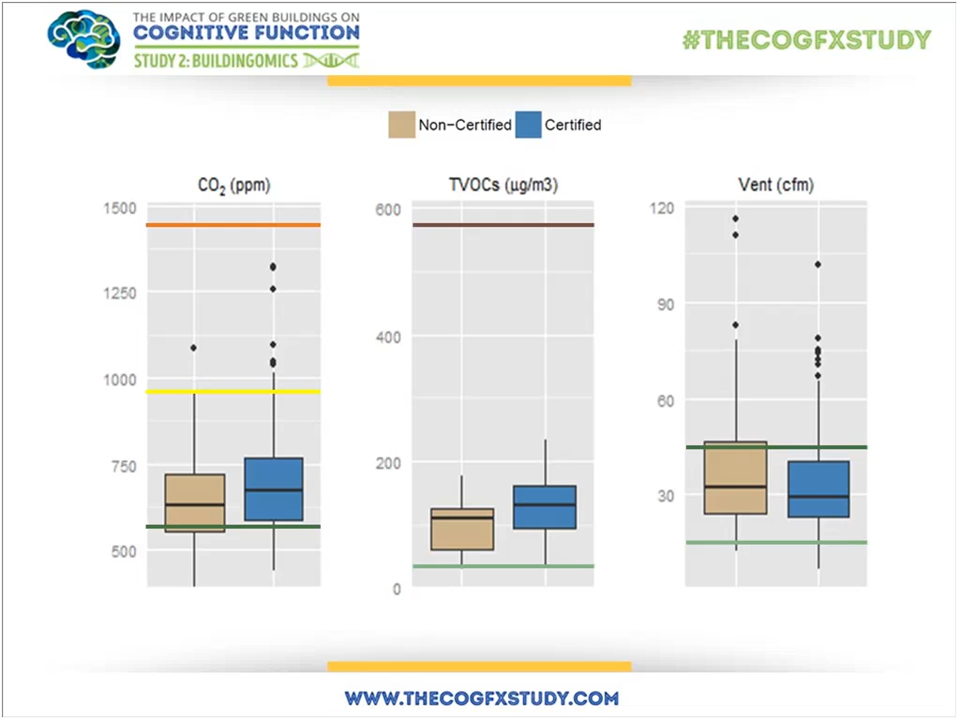 THE IMPACT OF GREEN BUILDINGS ON
COGNITIVE FUNCTION
STUDY 2: BUILDINGOMICS
#THECOGFXSTUDY
Non-Certified
Certified
CO2 (ppm)
1500
1250
1000
750
500
TVOCs (µg/m3)
600
400
200
0
Vent (cfm)
120
90
60
30
WWW.THECOGFXSTUDY.COM